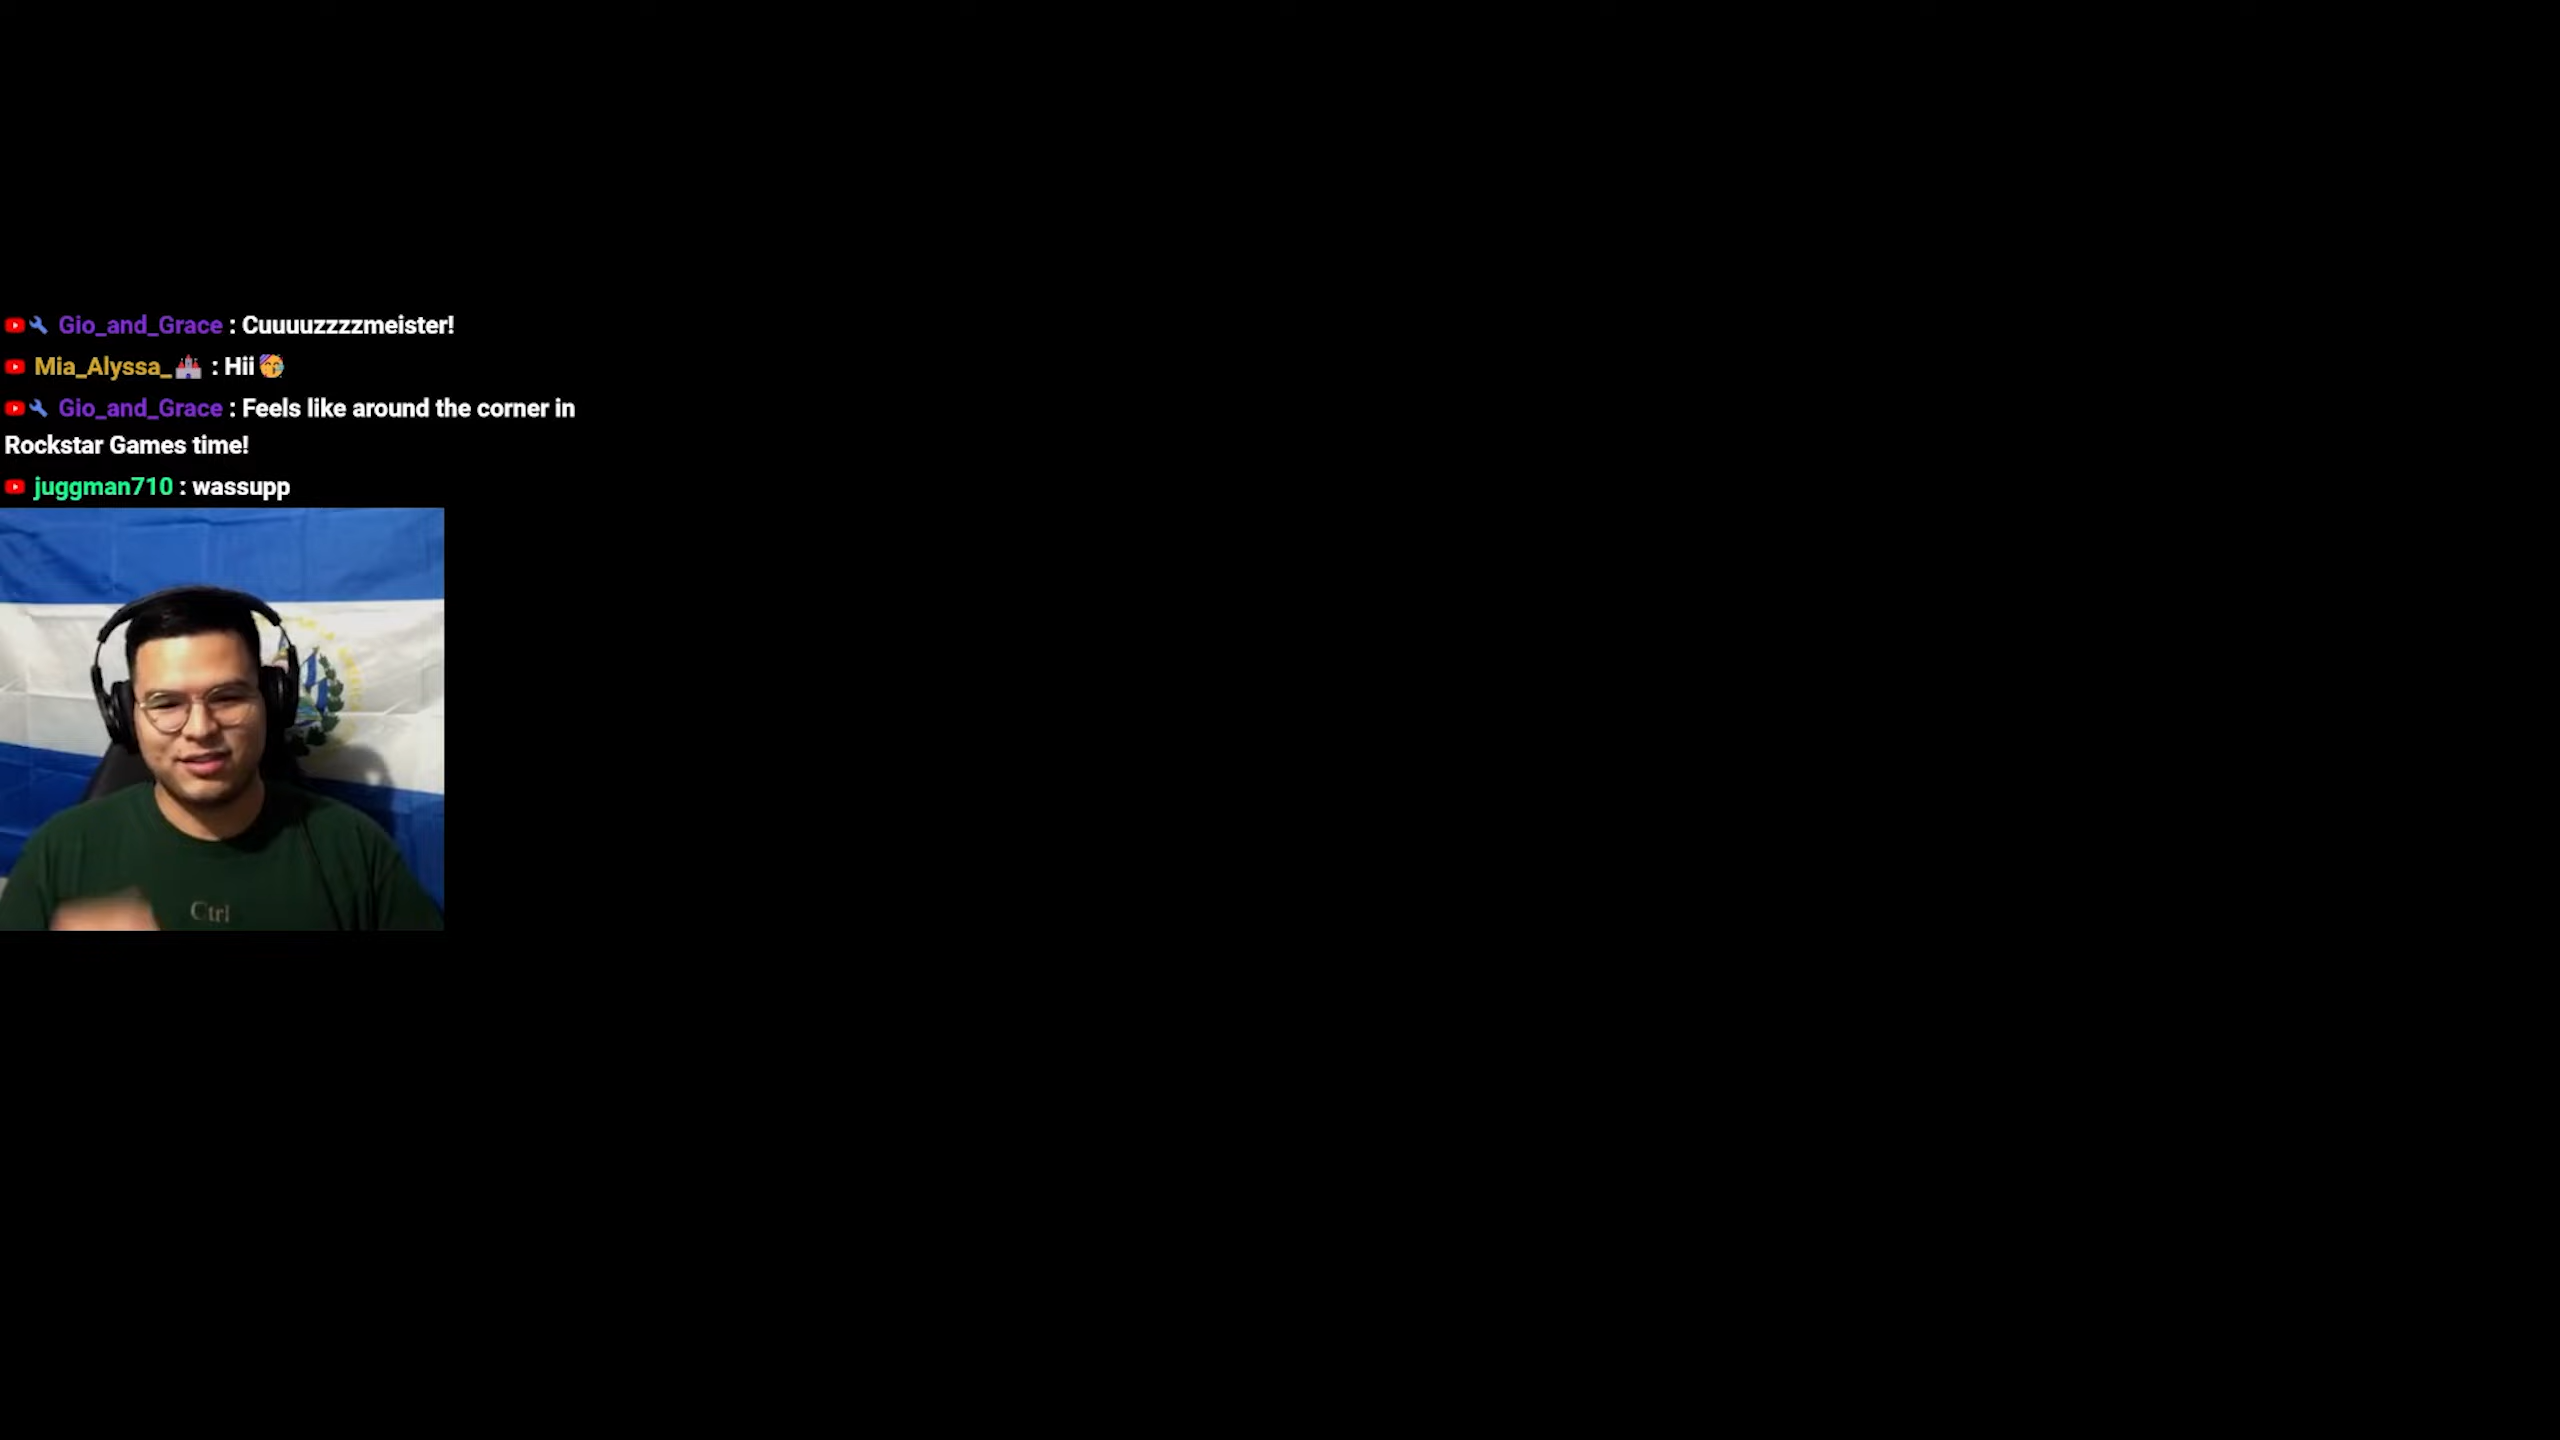 Gio_and_Grace : Cuuuuzzzzmeister!
Mia_Alyssa_🏰 : Hii🥳
Gio_and_Grace : Feels like around the corner in
Rockstar Games time!
juggman710 : wassupp
Ctrl